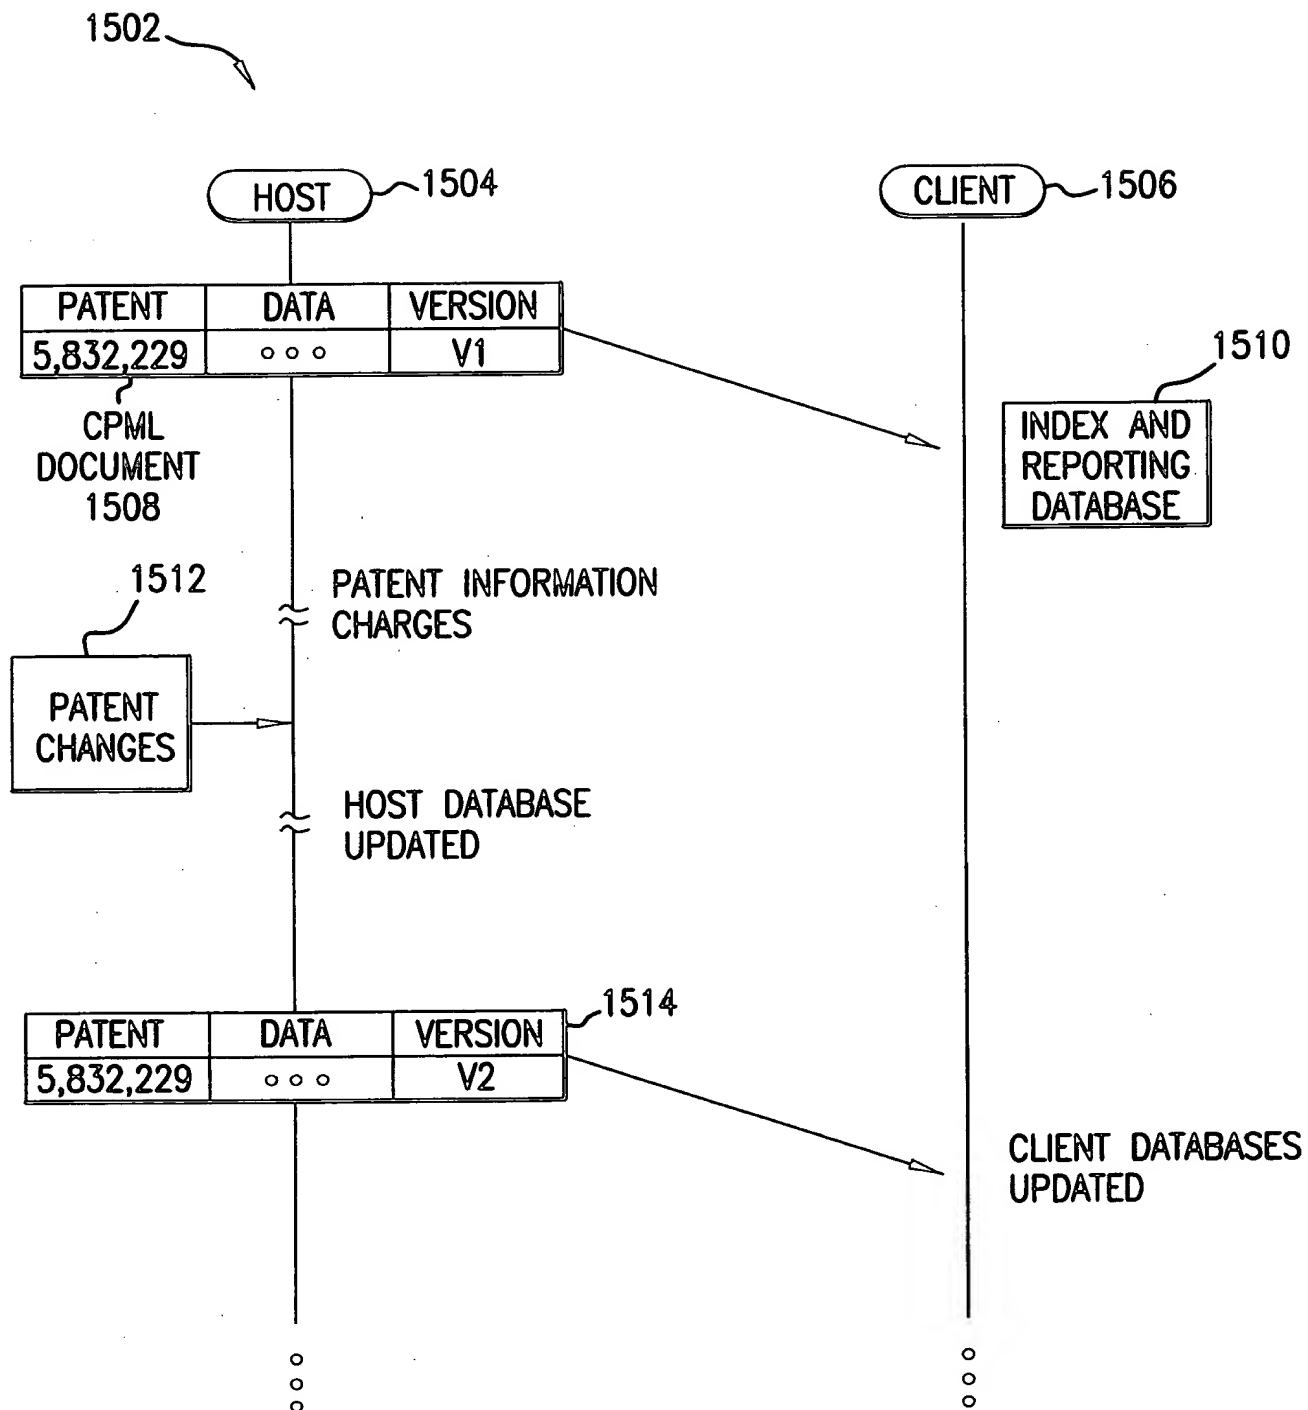 1502
HOST
1504
CLIENT
1506
PATENT DATA VERSION
5,832,229 ○ ○ ○ V1
CPML
DOCUMENT
1508
1510
INDEX AND
REPORTING
DATABASE
PATENT INFORMATION
CHARGES
1512
PATENT
CHANGES
HOST DATABASE
UPDATED
1514
PATENT DATA VERSION
5,832,229 ○ ○ ○ V2
CLIENT DATABASES
UPDATED